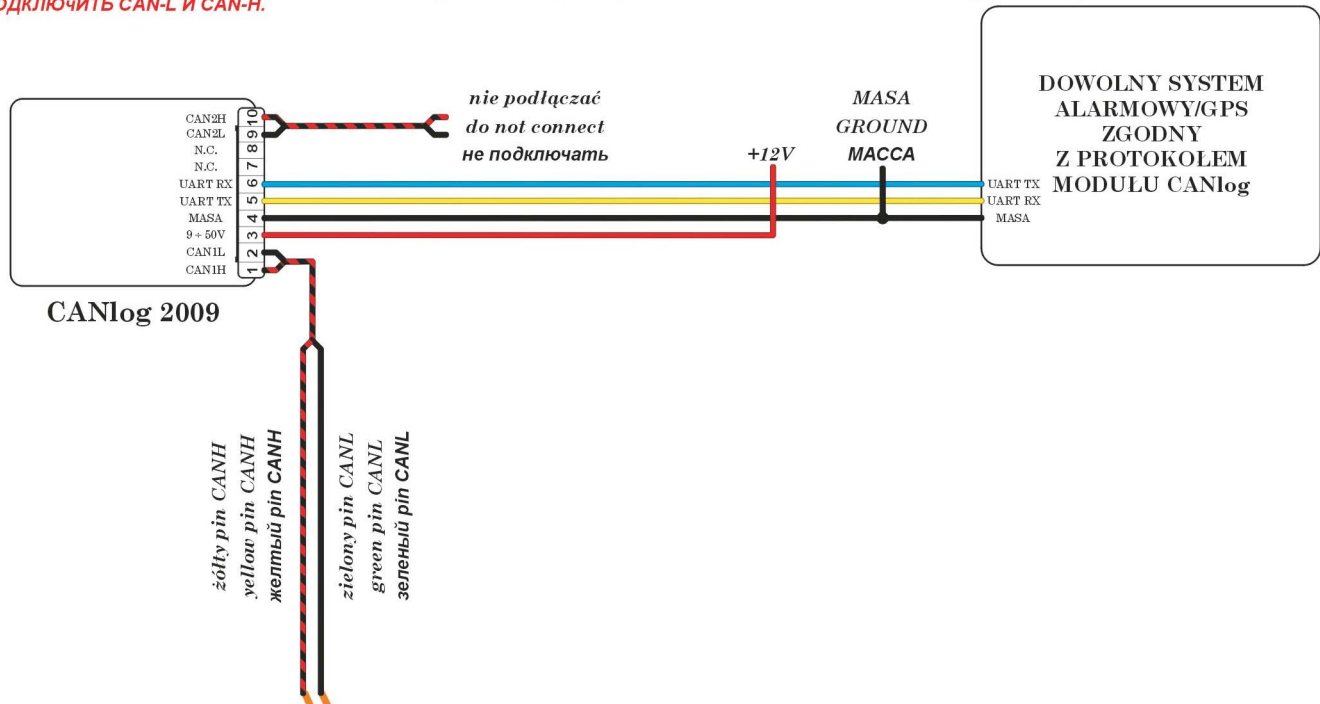 CAN-L И CAN-H.
nie podłączać
do not connect
не подключать
+12V
MASA
GROUND
МАССА
DOWOLNY SYSTEM
ALARMOWY/GPS
ZGODNY
Z PROTOKOŁEM
MODUŁU CANlog
UART TX
UART RX
MASA
CAN2H 10
CAN2L 9
N.C. 8
N.C. 7
UART RX 6
UART TX 5
MASA 4
9÷50V 3
CAN1L 2
CAN1H 1
CANlog 2009
żółty pin CANH
yellow pin CANH
желтый pin CANH
zielony pin CANL
green pin CANL
зеленый pin CANL